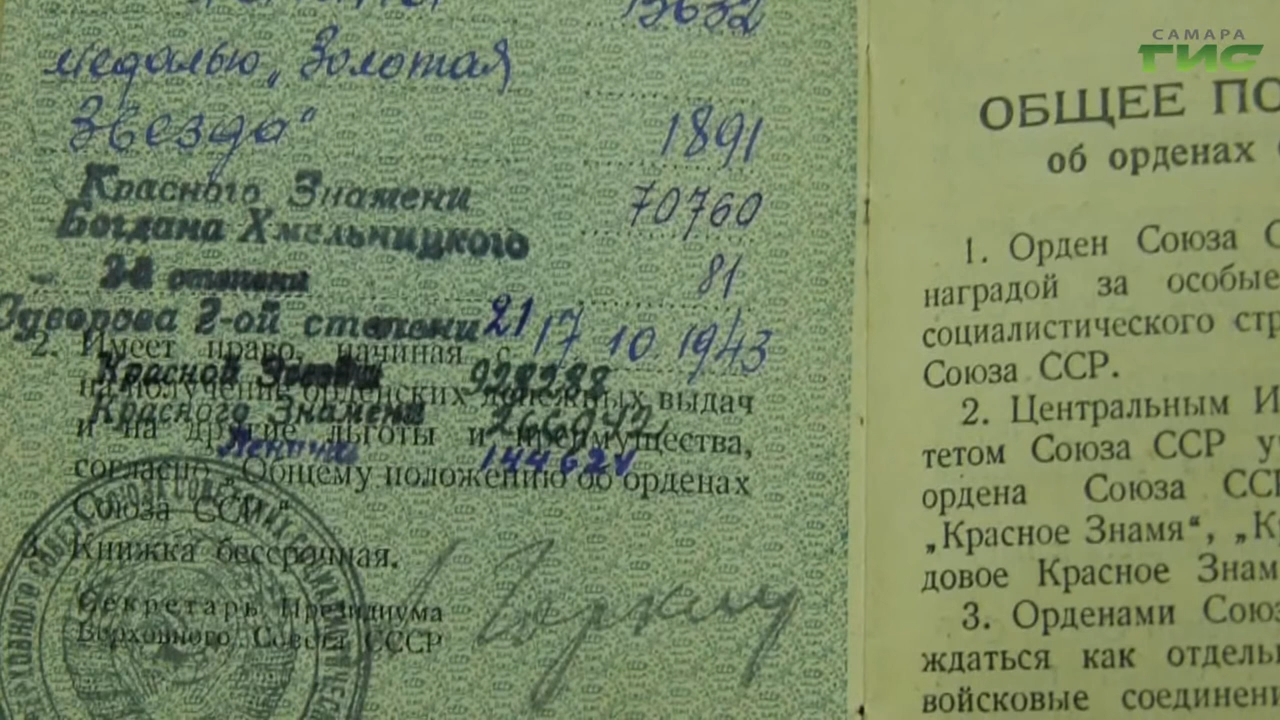 13632
медалью „Золотая
Звезда"
1891
Красного Знамени
70760
Богдана Хмельницкого
2-й степени
81
2-ой степени 21
17 10 1943
2. Имеет право, начиная с
Красной Звезды 928288
на получение орденских денежных выдач
Красного Знамени
и на другие льготы и преимущества,
Ленина 144624
согласно „Общему положению об орденах
Союза ССР."
3. Книжка бессрочная.
Секретарь Президиума
Верховного Совета СССР
САМАРА
ГИС
ОБЩЕЕ ПО
об орденах
1. Орден Союза С
наградой за особые
социалистического стр
Союза ССР.
2. Центральным И
тетом Союза ССР у
ордена Союза ССР
„Красное Знамя", „К
довое Красное Знам
3. Орденами Союз
ждаться как отдель
войсковые соединени